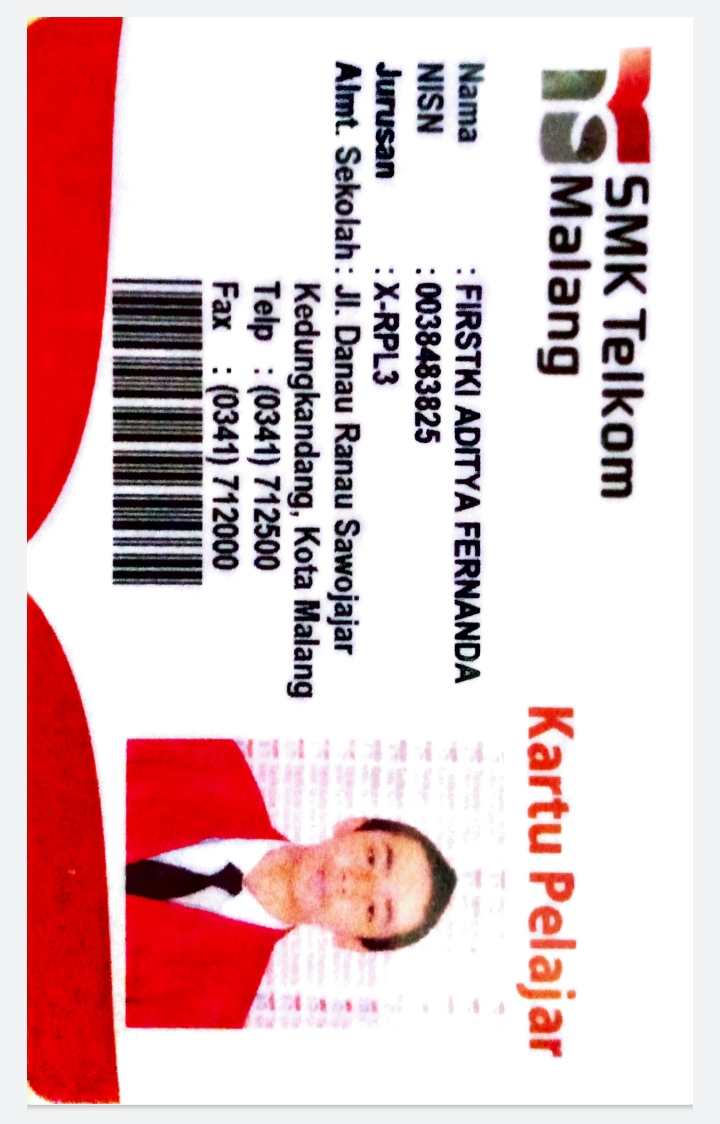 SMK Telkom
Malang
Kartu Pelajar
Nama : FIRSTKI ADITYA FERNANDA
NISN : 0038483825
Jurusan : X-RPL3
Almt. Sekolah : Jl. Danau Ranau Sawojajar
Kedungkandang, Kota Malang
Telp : (0341) 712500
Fax : (0341) 712000